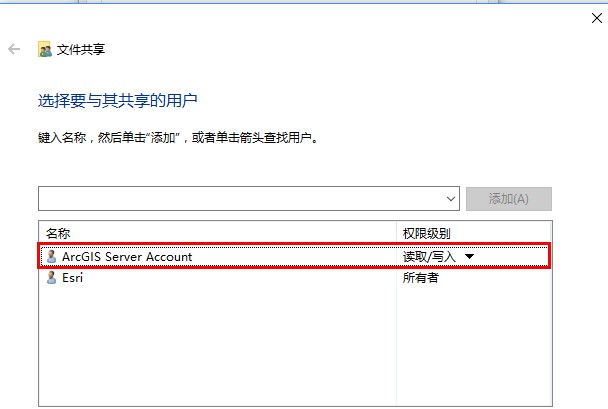 文件共享
选择要与其共享的用户
键入名称，然后单击“添加”，或者单击箭头查找用户。
添加(A)
名称 权限级别
ArcGIS Server Account 读取/写入
Esri 所有者